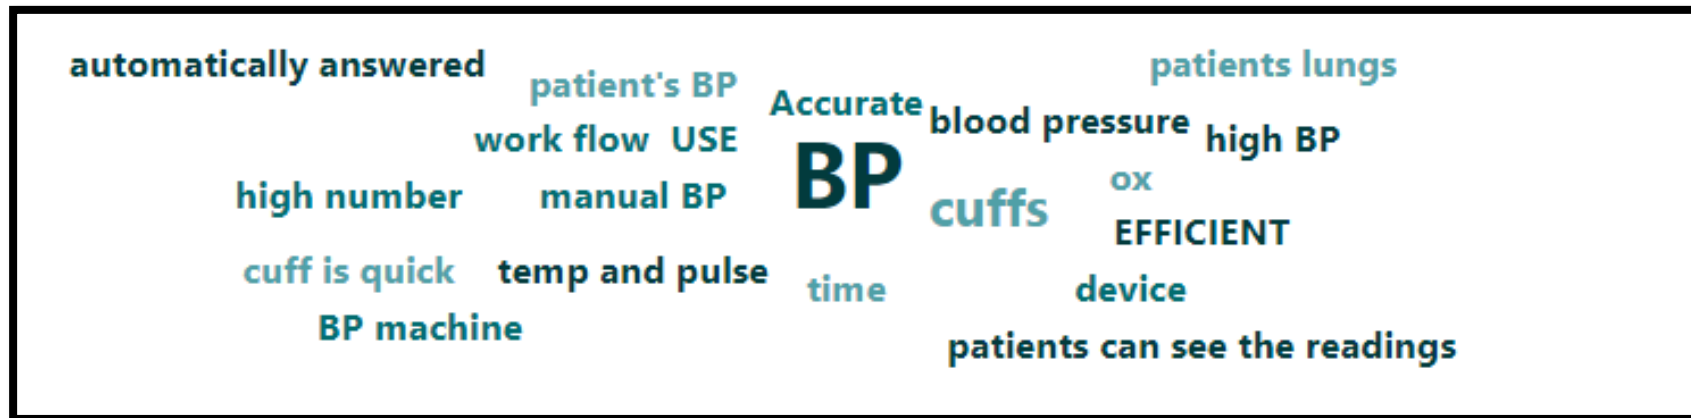 automatically answered
patient's BP
patients lungs
Accurate
blood pressure
work flow
USE
high BP
BP
ox
high number
manual BP
cuffs
EFFICIENT
cuff is quick
temp and pulse
time
device
BP machine
patients can see the readings